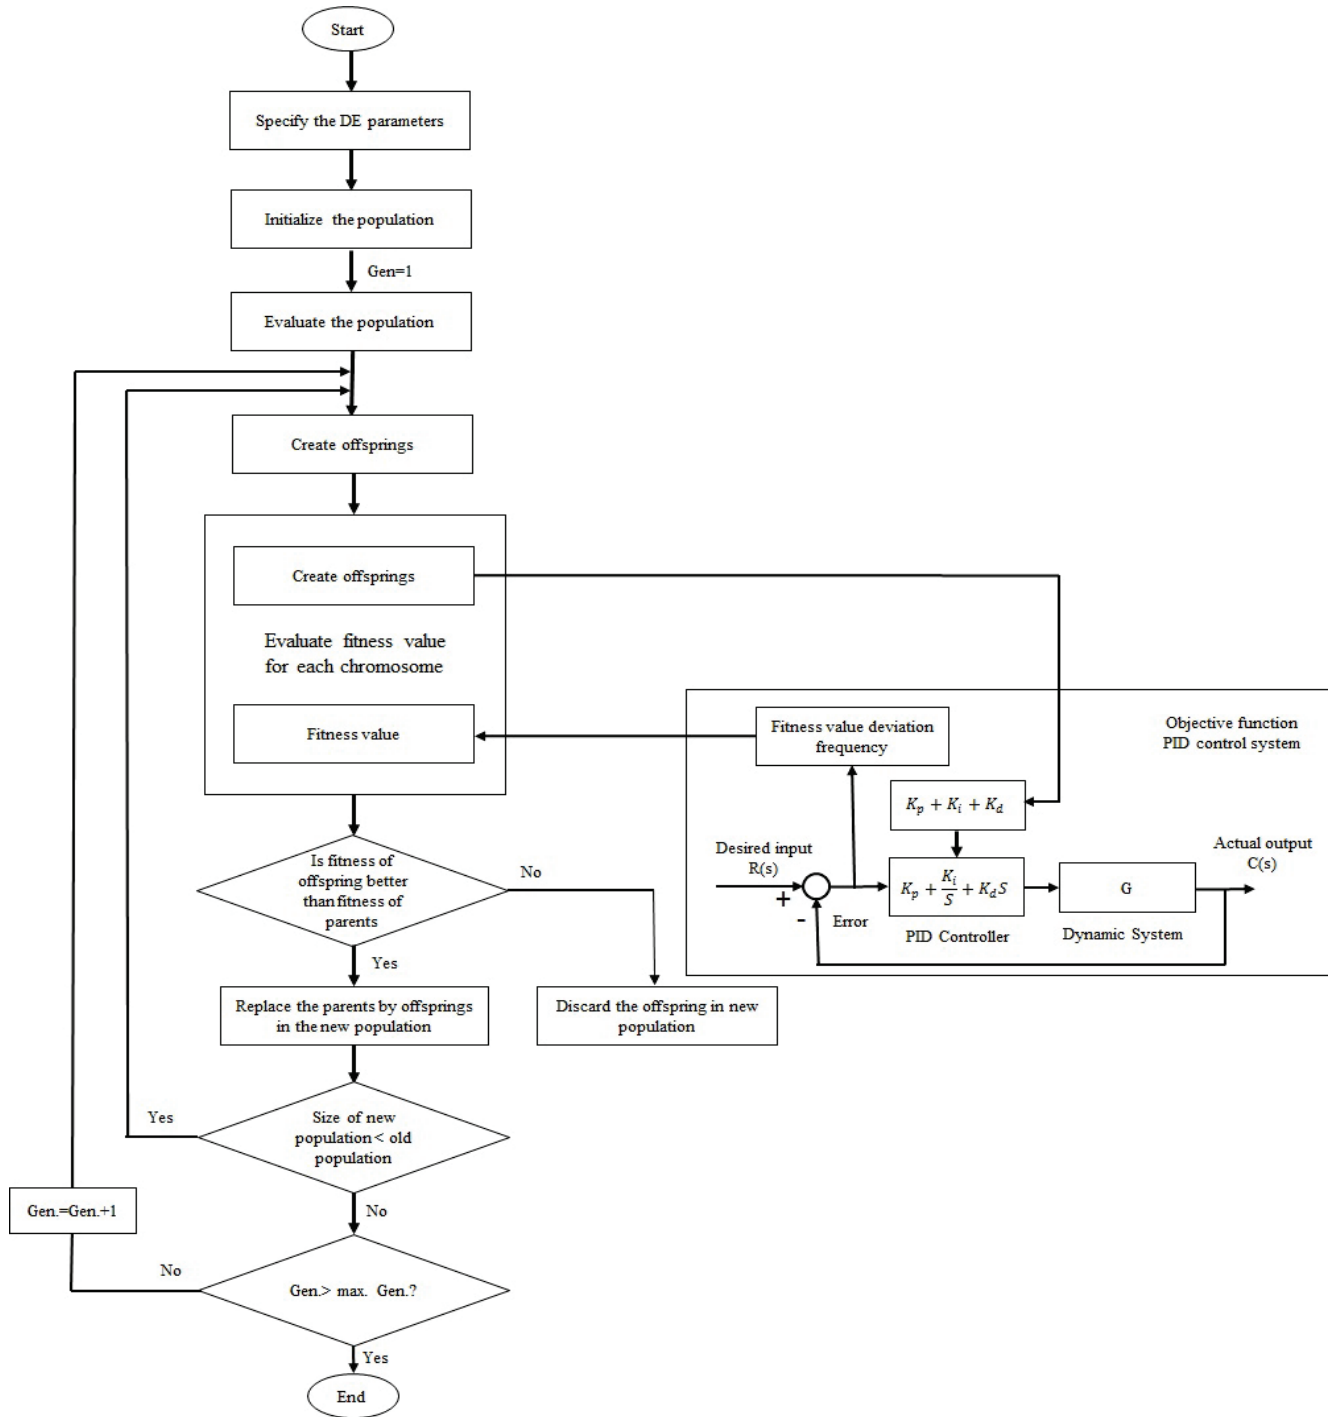 Start
Specify the DE parameters
Initialize the population
Gen=1
Evaluate the population
Create offsprings
Create offsprings
Evaluate fitness value
for each chromosome
Fitness value
Fitness value deviation
frequency
Objective function
PID control system
K_p + K_i + K_d
Desired input
R(s)
+
-
Error
K_p + K_i/S + K_d S
PID Controller
G
Dynamic System
Actual output
C(s)
Is fitness of
offspring better
than fitness of
parents
No
Yes
Replace the parents by offsprings
in the new population
Discard the offspring in new
population
Size of new
population < old
population
Yes
No
Gen.=Gen.+1
Gen.> max. Gen.?
No
Yes
End